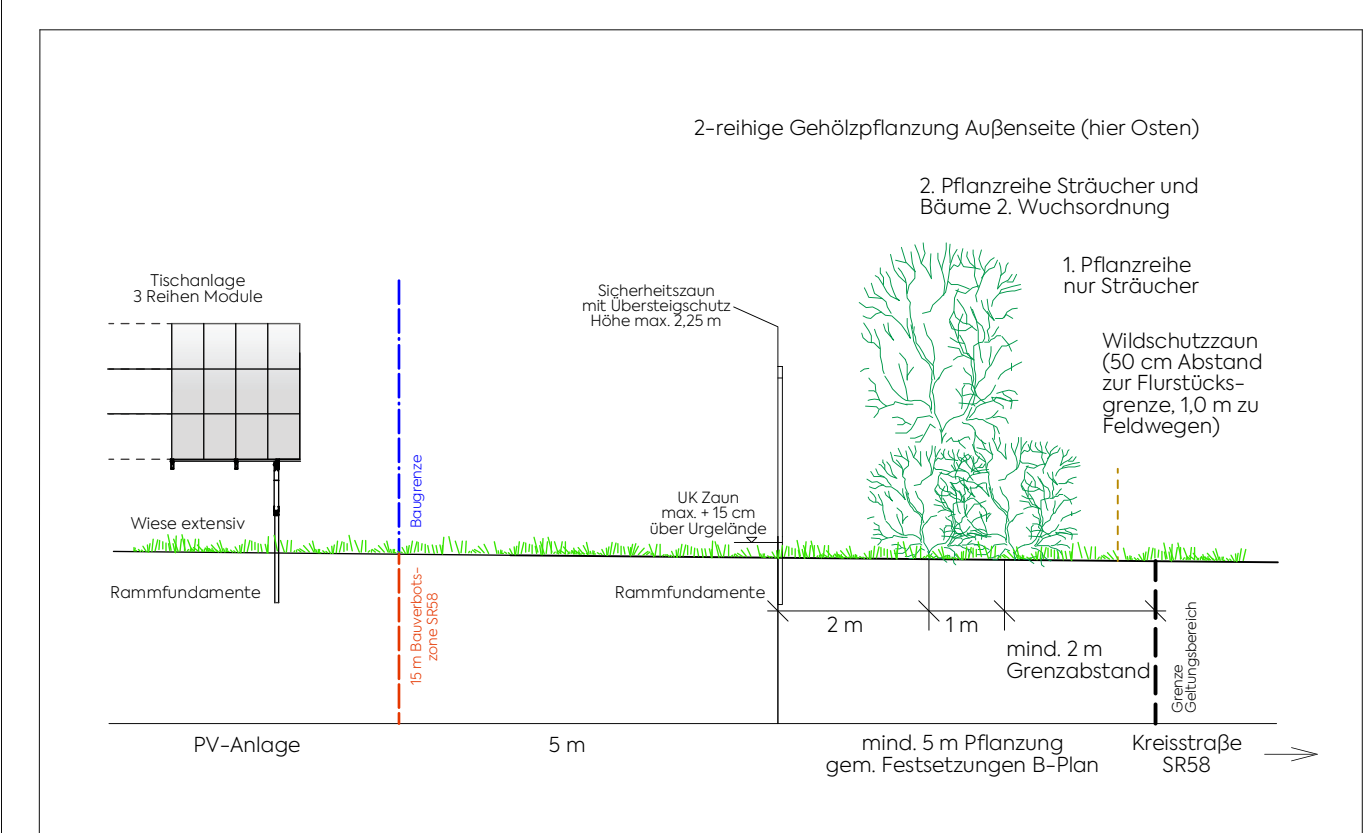 2-reihige Gehölzpflanzung Außenseite (hier Osten)
2. Pflanzreihe Sträucher und
Bäume 2. Wuchsordnung
1. Pflanzreihe
nur Sträucher
Tischanlage
3 Reihen Module
Sicherheitszaun
mit Übersteigschutz
Höhe max. 2,25 m
Wildschutzzaun
(50 cm Abstand
zur Flurstücks-
grenze, 1,0 m zu
Feldwegen)
Baugrenze
UK Zaun
max. + 15 cm
über Urgelände
Wiese extensiv
Rammfundamente
15 m Bauverbots-
zone SR58
Rammfundamente
2 m
1 m
mind. 2 m
Grenzabstand
Grenze
Geltungsbereich
PV-Anlage
5 m
mind. 5 m Pflanzung
gem. Festsetzungen B-Plan
Kreisstraße
SR58